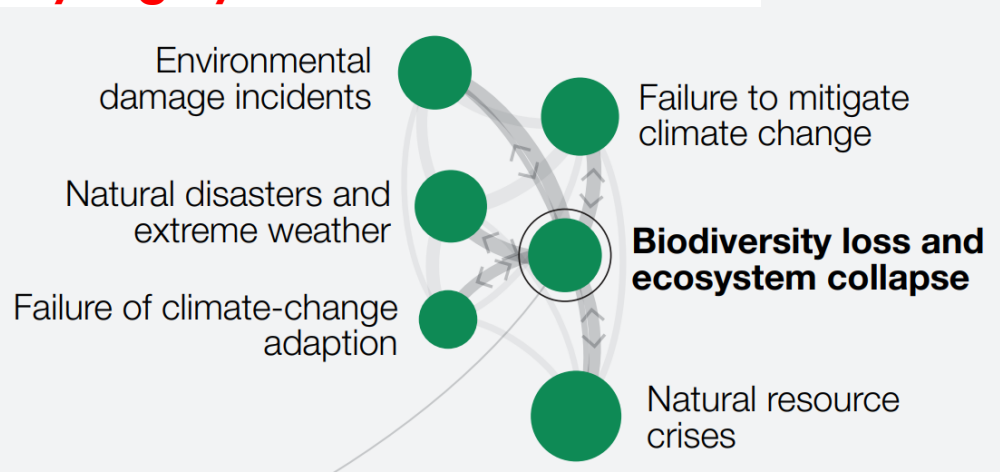 Environmental
damage incidents
Failure to mitigate
climate change
Natural disasters and
extreme weather
Biodiversity loss and
ecosystem collapse
Failure of climate-change
adaption
Natural resource
crises